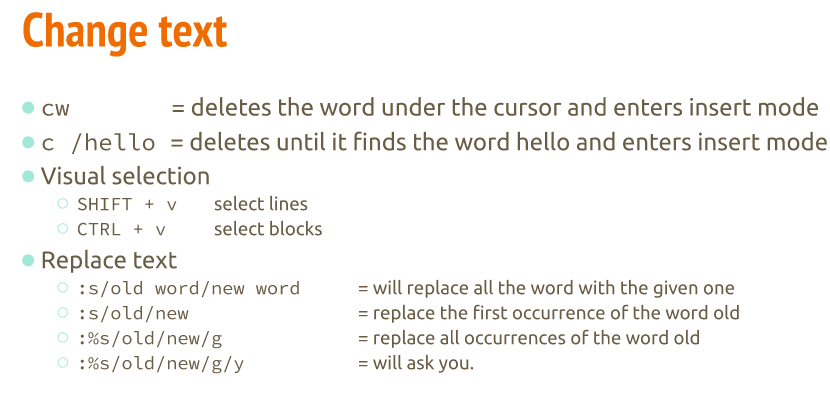 Change text
cw = deletes the word under the cursor and enters insert mode
c /hello = deletes until it finds the word hello and enters insert mode
Visual selection
SHIFT + v select lines
CTRL + v select blocks
Replace text
:s/old word/new word = will replace all the word with the given one
:s/old/new = replace the first occurrence of the word old
:%s/old/new/g = replace all occurrences of the word old
:%s/old/new/g/y = will ask you.